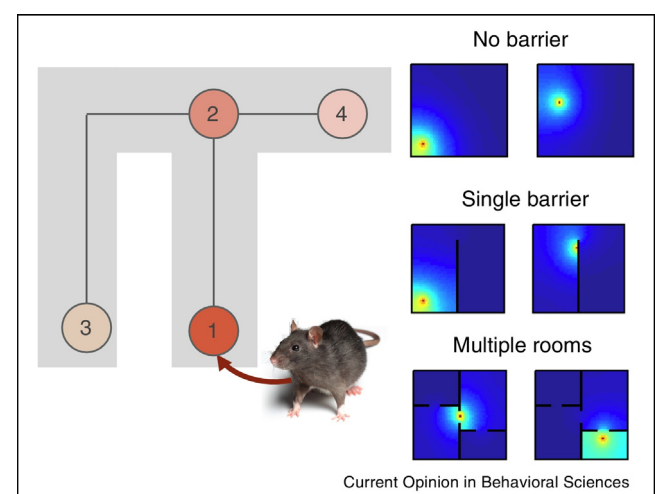 No barrier
2
4
Single barrier
3
1
Multiple rooms
Current Opinion in Behavioral Sciences